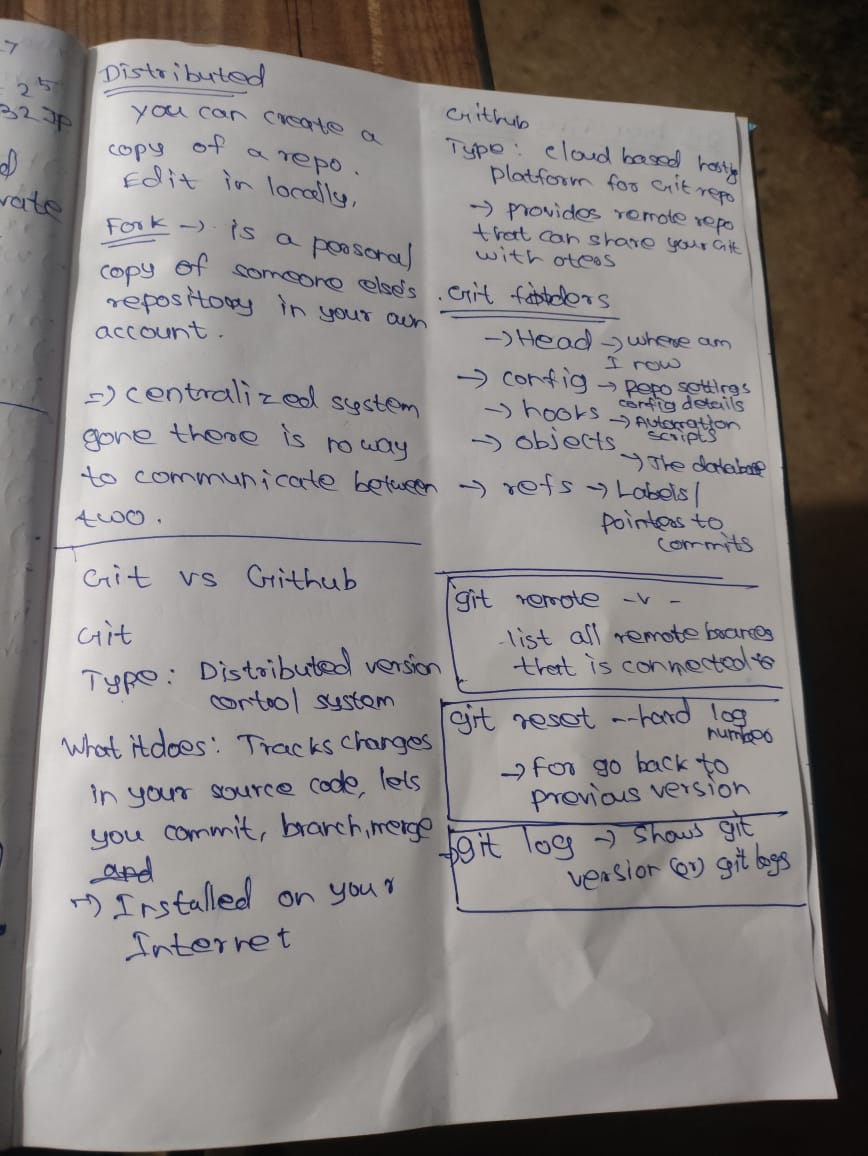 -7
25
32 JP
d
rate
Distributed
you can create a
copy of a repo.
Edit in locally,
Fork -> is a personal
copy of someone else's
repository in your own
account.
=> centralized system
gone there is no way
to communicate between
two.
Git vs Github
Git
Type: Distributed version
control system
What it does: Tracks changes
in your source code, lets
you commit, branch, merge
and
-> Installed on your
Internet
Github
Type: cloud based hosting
platform for Git repo
-> provides remote repo
that can share your Git
with oteos
Git
-> Head -> where am
I now
-> config -> Repo settings
config details
-> hooks -> Automation
scripts
-> objects
-> The database
-> refs -> Labels/
pointers to
commits
git remote -v -
-list all remote
that is connected to
git reset --hard log
number
-> for go back to
previous version
-> git log -> shows git
version (or) git logs